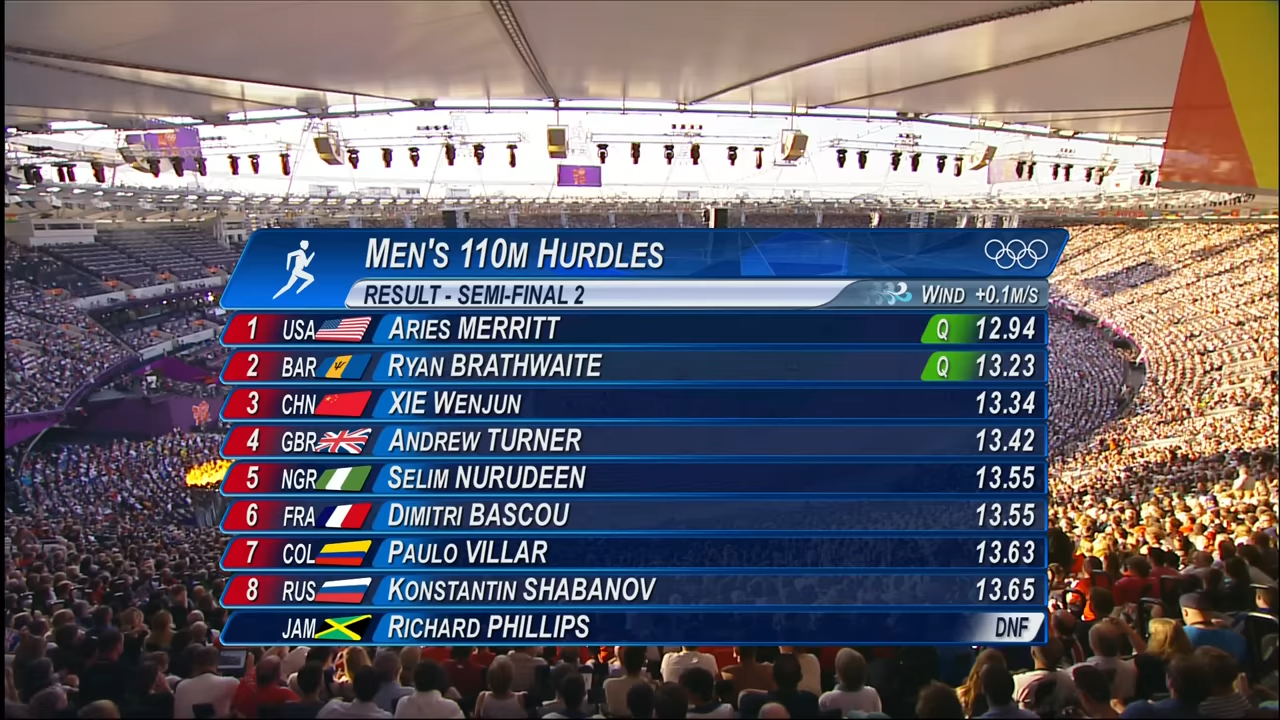 MEN'S 110M HURDLES
RESULT - SEMI-FINAL 2 WIND +0.1M/S
1 USA ARIES MERRITT Q 12.94
2 BAR RYAN BRATHWAITE Q 13.23
3 CHN XIE WENJUN 13.34
4 GBR ANDREW TURNER 13.42
5 NGR SELIM NURUDEEN 13.55
6 FRA DIMITRI BASCOU 13.55
7 COL PAULO VILLAR 13.63
8 RUS KONSTANTIN SHABANOV 13.65
JAM RICHARD PHILLIPS DNF